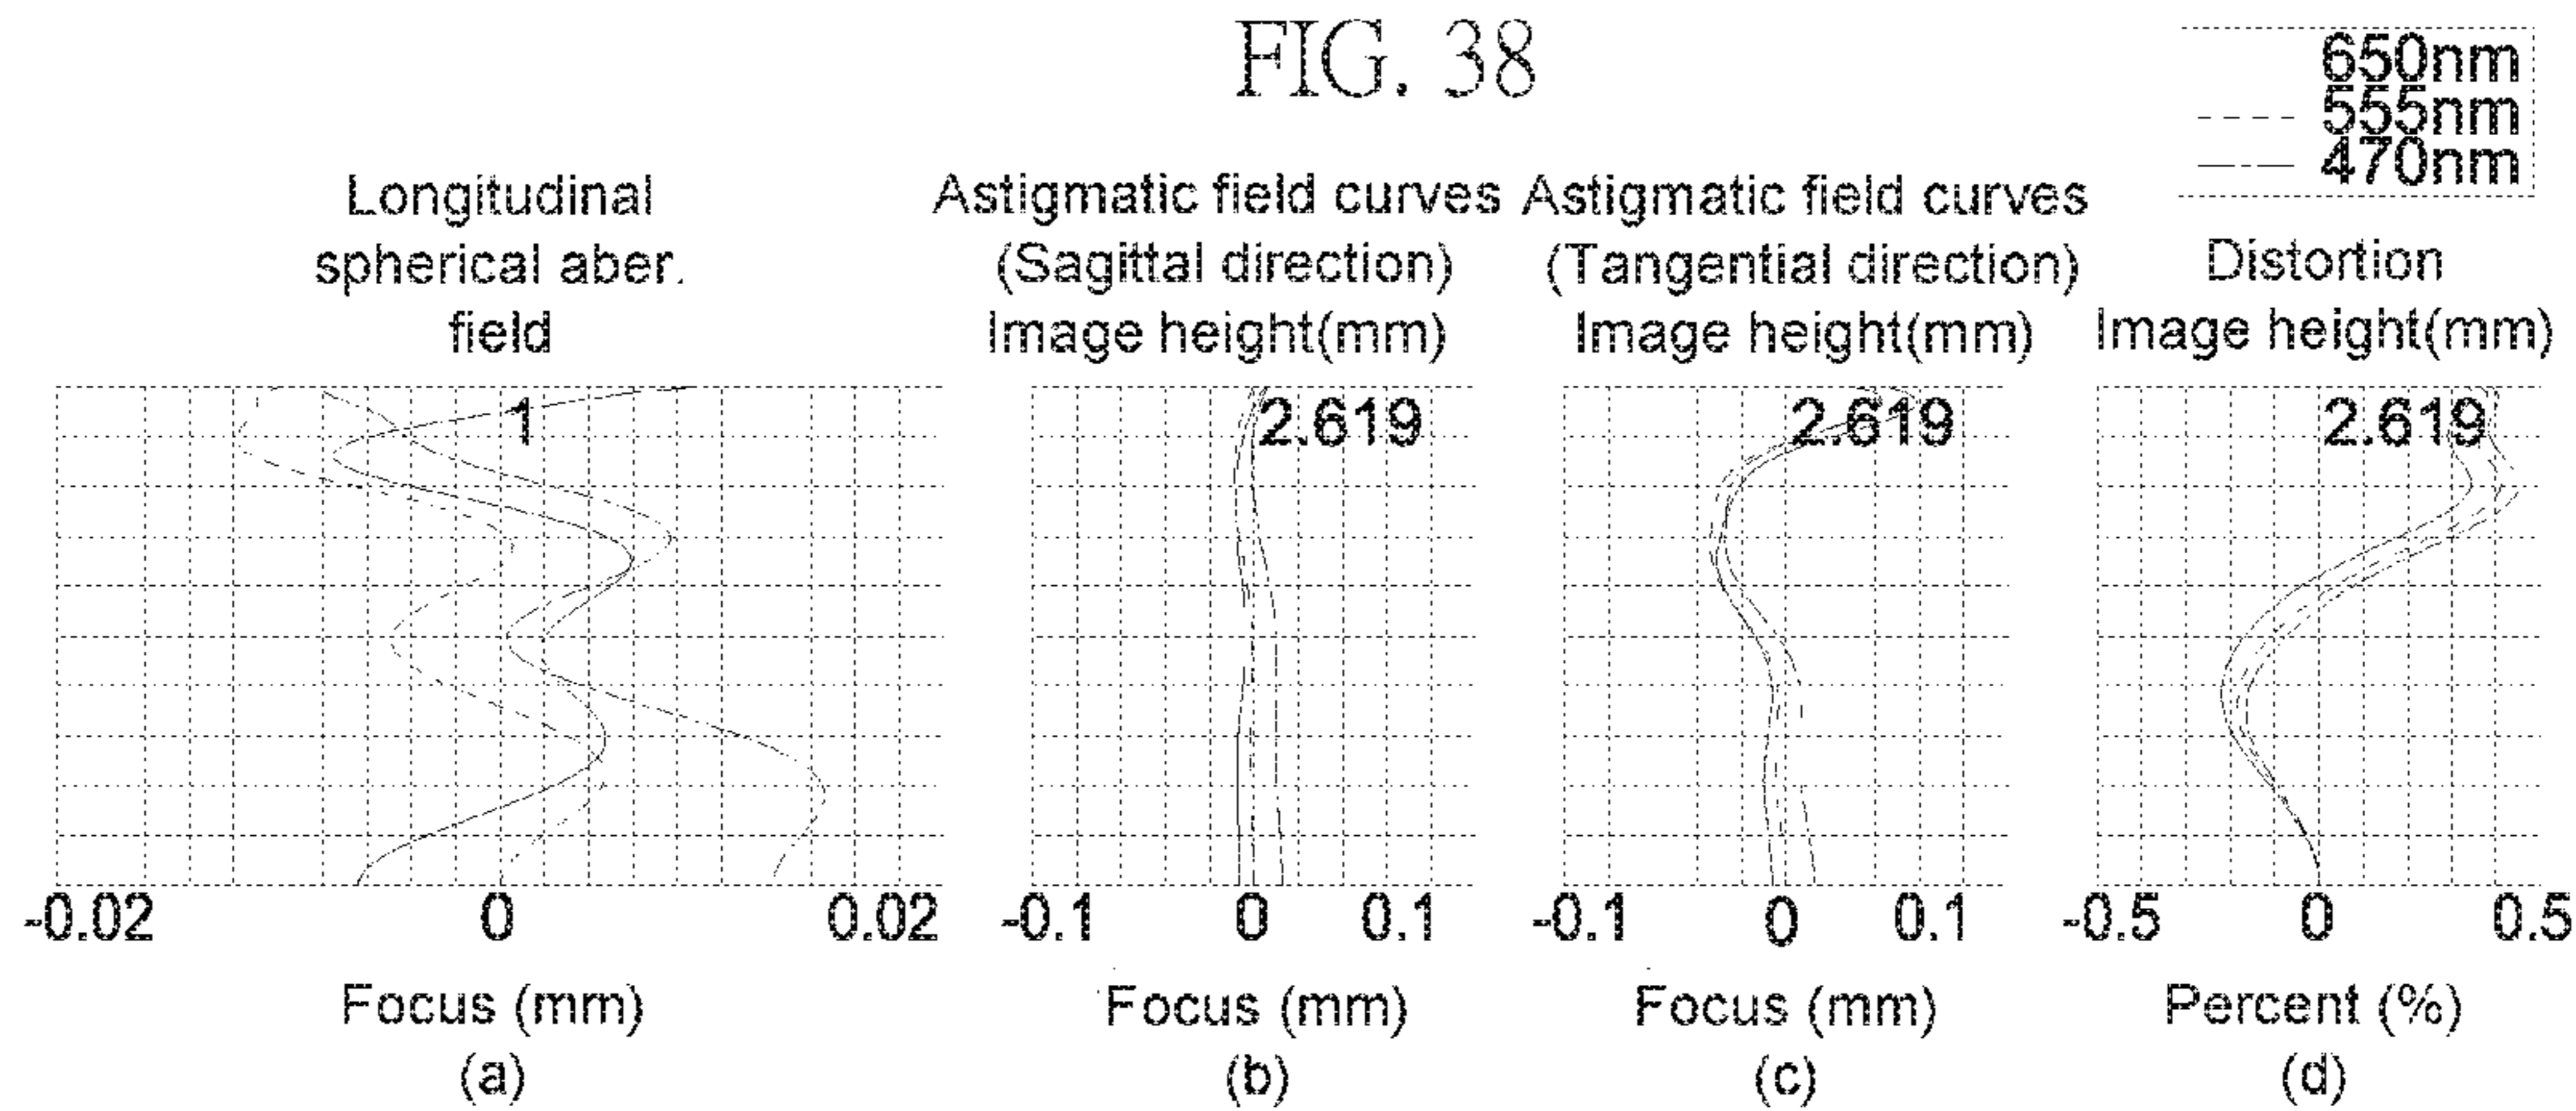 FIG. 38
650nm
555nm
470nm
Longitudinal
spherical aber.
field
Astigmatic field curves
(Sagittal direction)
Image height(mm)
Astigmatic field curves
(Tangential direction)
Image height(mm)
Distortion
Image height(mm)
1
2.619
2.619
2.619
-0.02 0 0.02
-0.1 0 0.1
-0.1 0 0.1
-0.5 0 0.5
Focus (mm)
Focus (mm)
Focus (mm)
Percent (%)
(a)
(b)
(c)
(d)